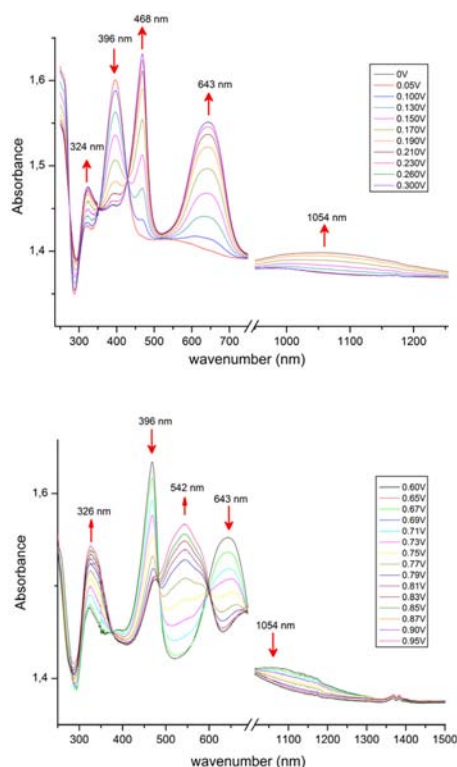 468 nm
396 nm
643 nm
324 nm
1054 nm
0V
0.05V
0.100V
0.130V
0.150V
0.170V
0.190V
0.210V
0.230V
0.260V
0.300V
Absorbance
1,6
1,5
1,4
300 400 500 600 700 1000 1100 1200
wavenumber (nm)
396 nm
542 nm
643 nm
326 nm
1054 nm
0.60V
0.65V
0.67V
0.69V
0.71V
0.73V
0.75V
0.77V
0.79V
0.81V
0.83V
0.85V
0.87V
0.90V
0.95V
Absorbance
1,6
1,5
1,4
300 400 500 600 1100 1200 1300 1400 1500
wavenumber (nm)